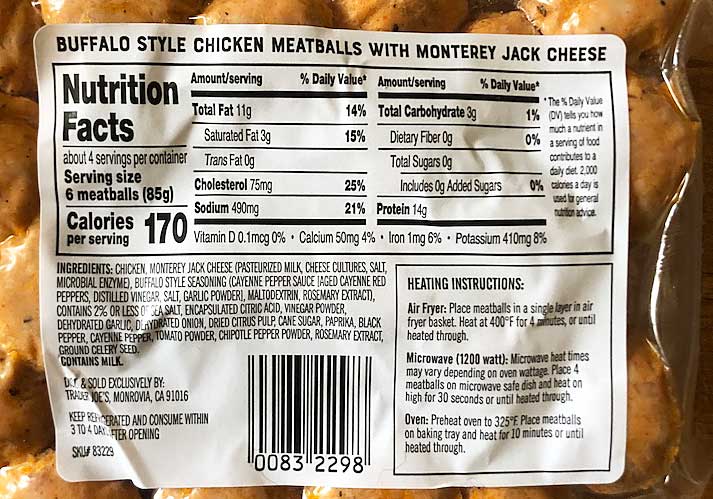 BUFFALO STYLE CHICKEN MEATBALLS WITH MONTEREY JACK CHEESE
Nutrition
Facts
about 4 servings per container
Serving size
6 meatballs (85g)
Calories
per serving
170
Amount/serving % Daily Value*
Total Fat 11g 14%
Saturated Fat 3g 15%
Trans Fat 0g
Cholesterol 75mg 25%
Sodium 490mg 21%
Amount/serving % Daily Value*
Total Carbohydrate 3g 1%
Dietary Fiber 0g 0%
Total Sugars 0g
Includes 0g Added Sugars 0%
Protein 14g
Vitamin D 0.1mcg 0% • Calcium 50mg 4% • Iron 1mg 6% • Potassium 410mg 8%
*The % Daily Value
(DV) tells you how
much a nutrient in
a serving of food
contributes to a
daily diet. 2,000
calories a day is
used for general
nutrition advice.
INGREDIENTS: CHICKEN, MONTEREY JACK CHEESE (PASTEURIZED MILK, CHEESE CULTURES, SALT,
MICROBIAL ENZYME), BUFFALO STYLE SEASONING (CAYENNE PEPPER SAUCE [AGED CAYENNE RED
PEPPERS, DISTILLED VINEGAR, SALT, GARLIC POWDER], MALTODEXTRIN, ROSEMARY EXTRACT),
CONTAINS 2% OR LESS OF SEA SALT, ENCAPSULATED CITRIC ACID, VINEGAR POWDER,
DEHYDRATED GARLIC, DEHYDRATED ONION, DRIED CITRUS PULP, CANE SUGAR, PAPRIKA, BLACK
PEPPER, CAYENNE PEPPER, TOMATO POWDER, CHIPOTLE PEPPER POWDER, ROSEMARY EXTRACT,
GROUND CELERY SEED.
CONTAINS MILK.
& SOLD EXCLUSIVELY BY:
TRADER JOE'S, MONROVIA, CA 91016
KEEP REFRIGERATED AND CONSUME WITHIN
3 TO 4 DAYS AFTER OPENING
SKU# 83229
0083 2298
HEATING INSTRUCTIONS:
Air Fryer: Place meatballs in a single layer in air
fryer basket. Heat at 400°F for 4 minutes, or until
heated through.
Microwave (1200 watt): Microwave heat times
may vary depending on oven wattage. Place 4
meatballs on microwave safe dish and heat on
high for 30 seconds or until heated through.
Oven: Preheat oven to 325°F. Place meatballs
on baking tray and heat for 10 minutes or until
heated through.